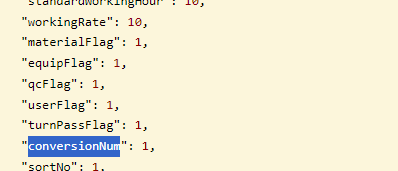 "standardWorkingHour": 10,
"workingRate": 10,
"materialFlag": 1,
"equipFlag": 1,
"qcFlag": 1,
"userFlag": 1,
"turnPassFlag": 1,
"conversionNum": 1,
"sortNo": 1,